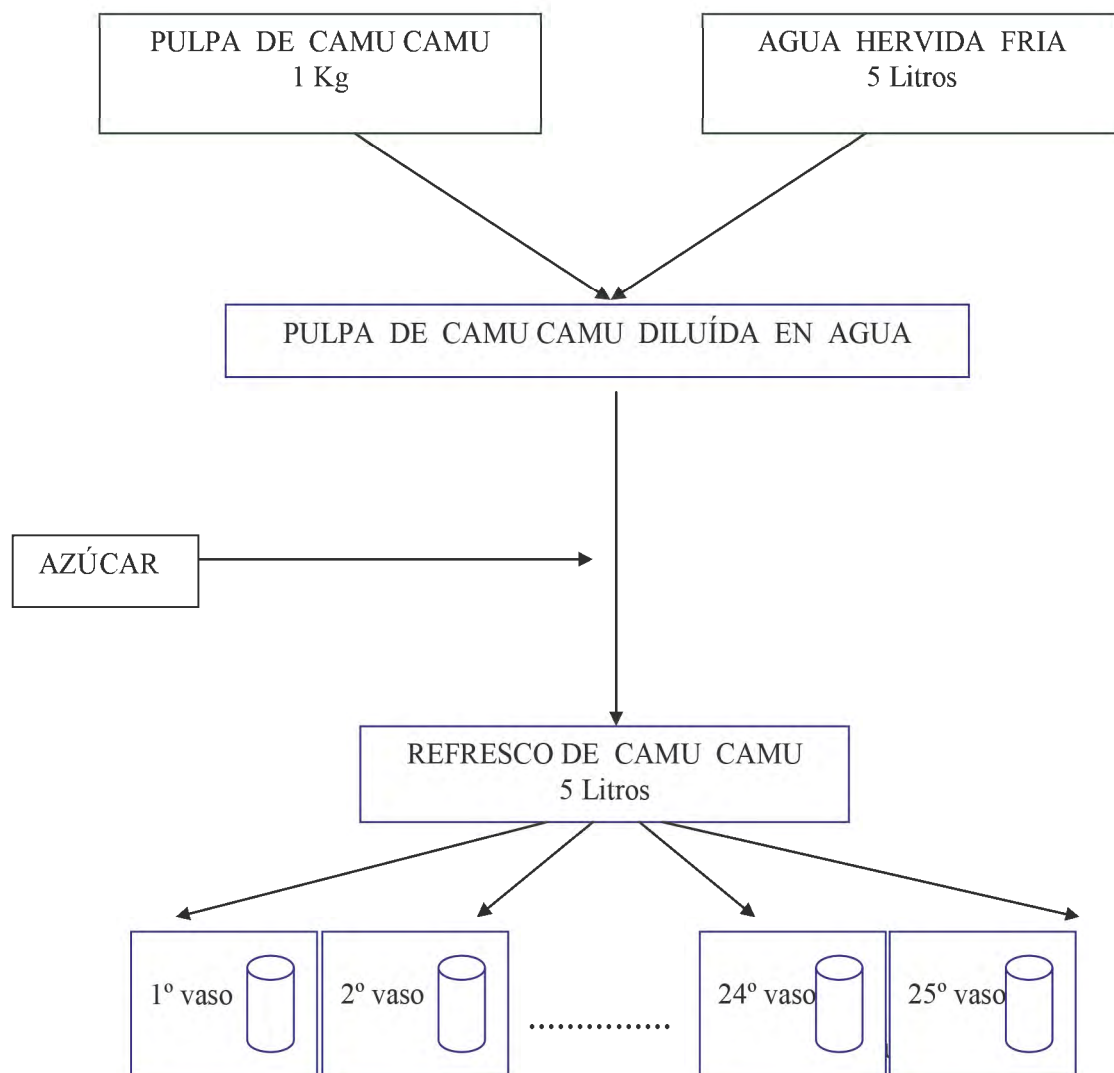 PULPA DE CAMU CAMU
1 Kg
AGUA HERVIDA FRIA
5 Litros
PULPA DE CAMU CAMU DILUÍDA EN AGUA
AZÚCAR
REFRESCO DE CAMU CAMU
5 Litros
1º vaso
2º vaso
...............
24º vaso
25º vaso